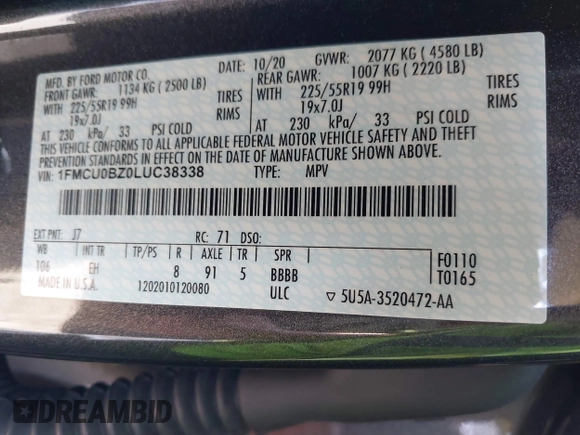 MFD. BY FORD MOTOR CO. DATE: 10/20 GVWR: 2077 KG ( 4580 LB)
FRONT GAWR: 1134 KG ( 2500 LB) REAR GAWR: 1007 KG ( 2220 LB)
WITH 225/55R19 99H TIRES WITH 225/55R19 99H TIRES
19x7.0J RIMS 19x7.0J RIMS
AT 230 kPa/ 33 PSI COLD AT 230 kPa/ 33 PSI COLD
THIS VEHICLE CONFORMS TO ALL APPLICABLE FEDERAL MOTOR VEHICLE SAFETY AND THEFT
PREVENTION STANDARDS IN EFFECT ON THE DATE OF MANUFACTURE SHOWN ABOVE.
VIN: 1FMCU0BZ0LUC38338 TYPE: MPV
EXT PNT: J7 RC: 71 DSO:
WB INT TR TP/PS R AXLE TR SPR F0110
106 EH 8 91 5 BBBB T0165
1202010120080 ULC ▽ 5U5A-3520472-AA
DREAMBID